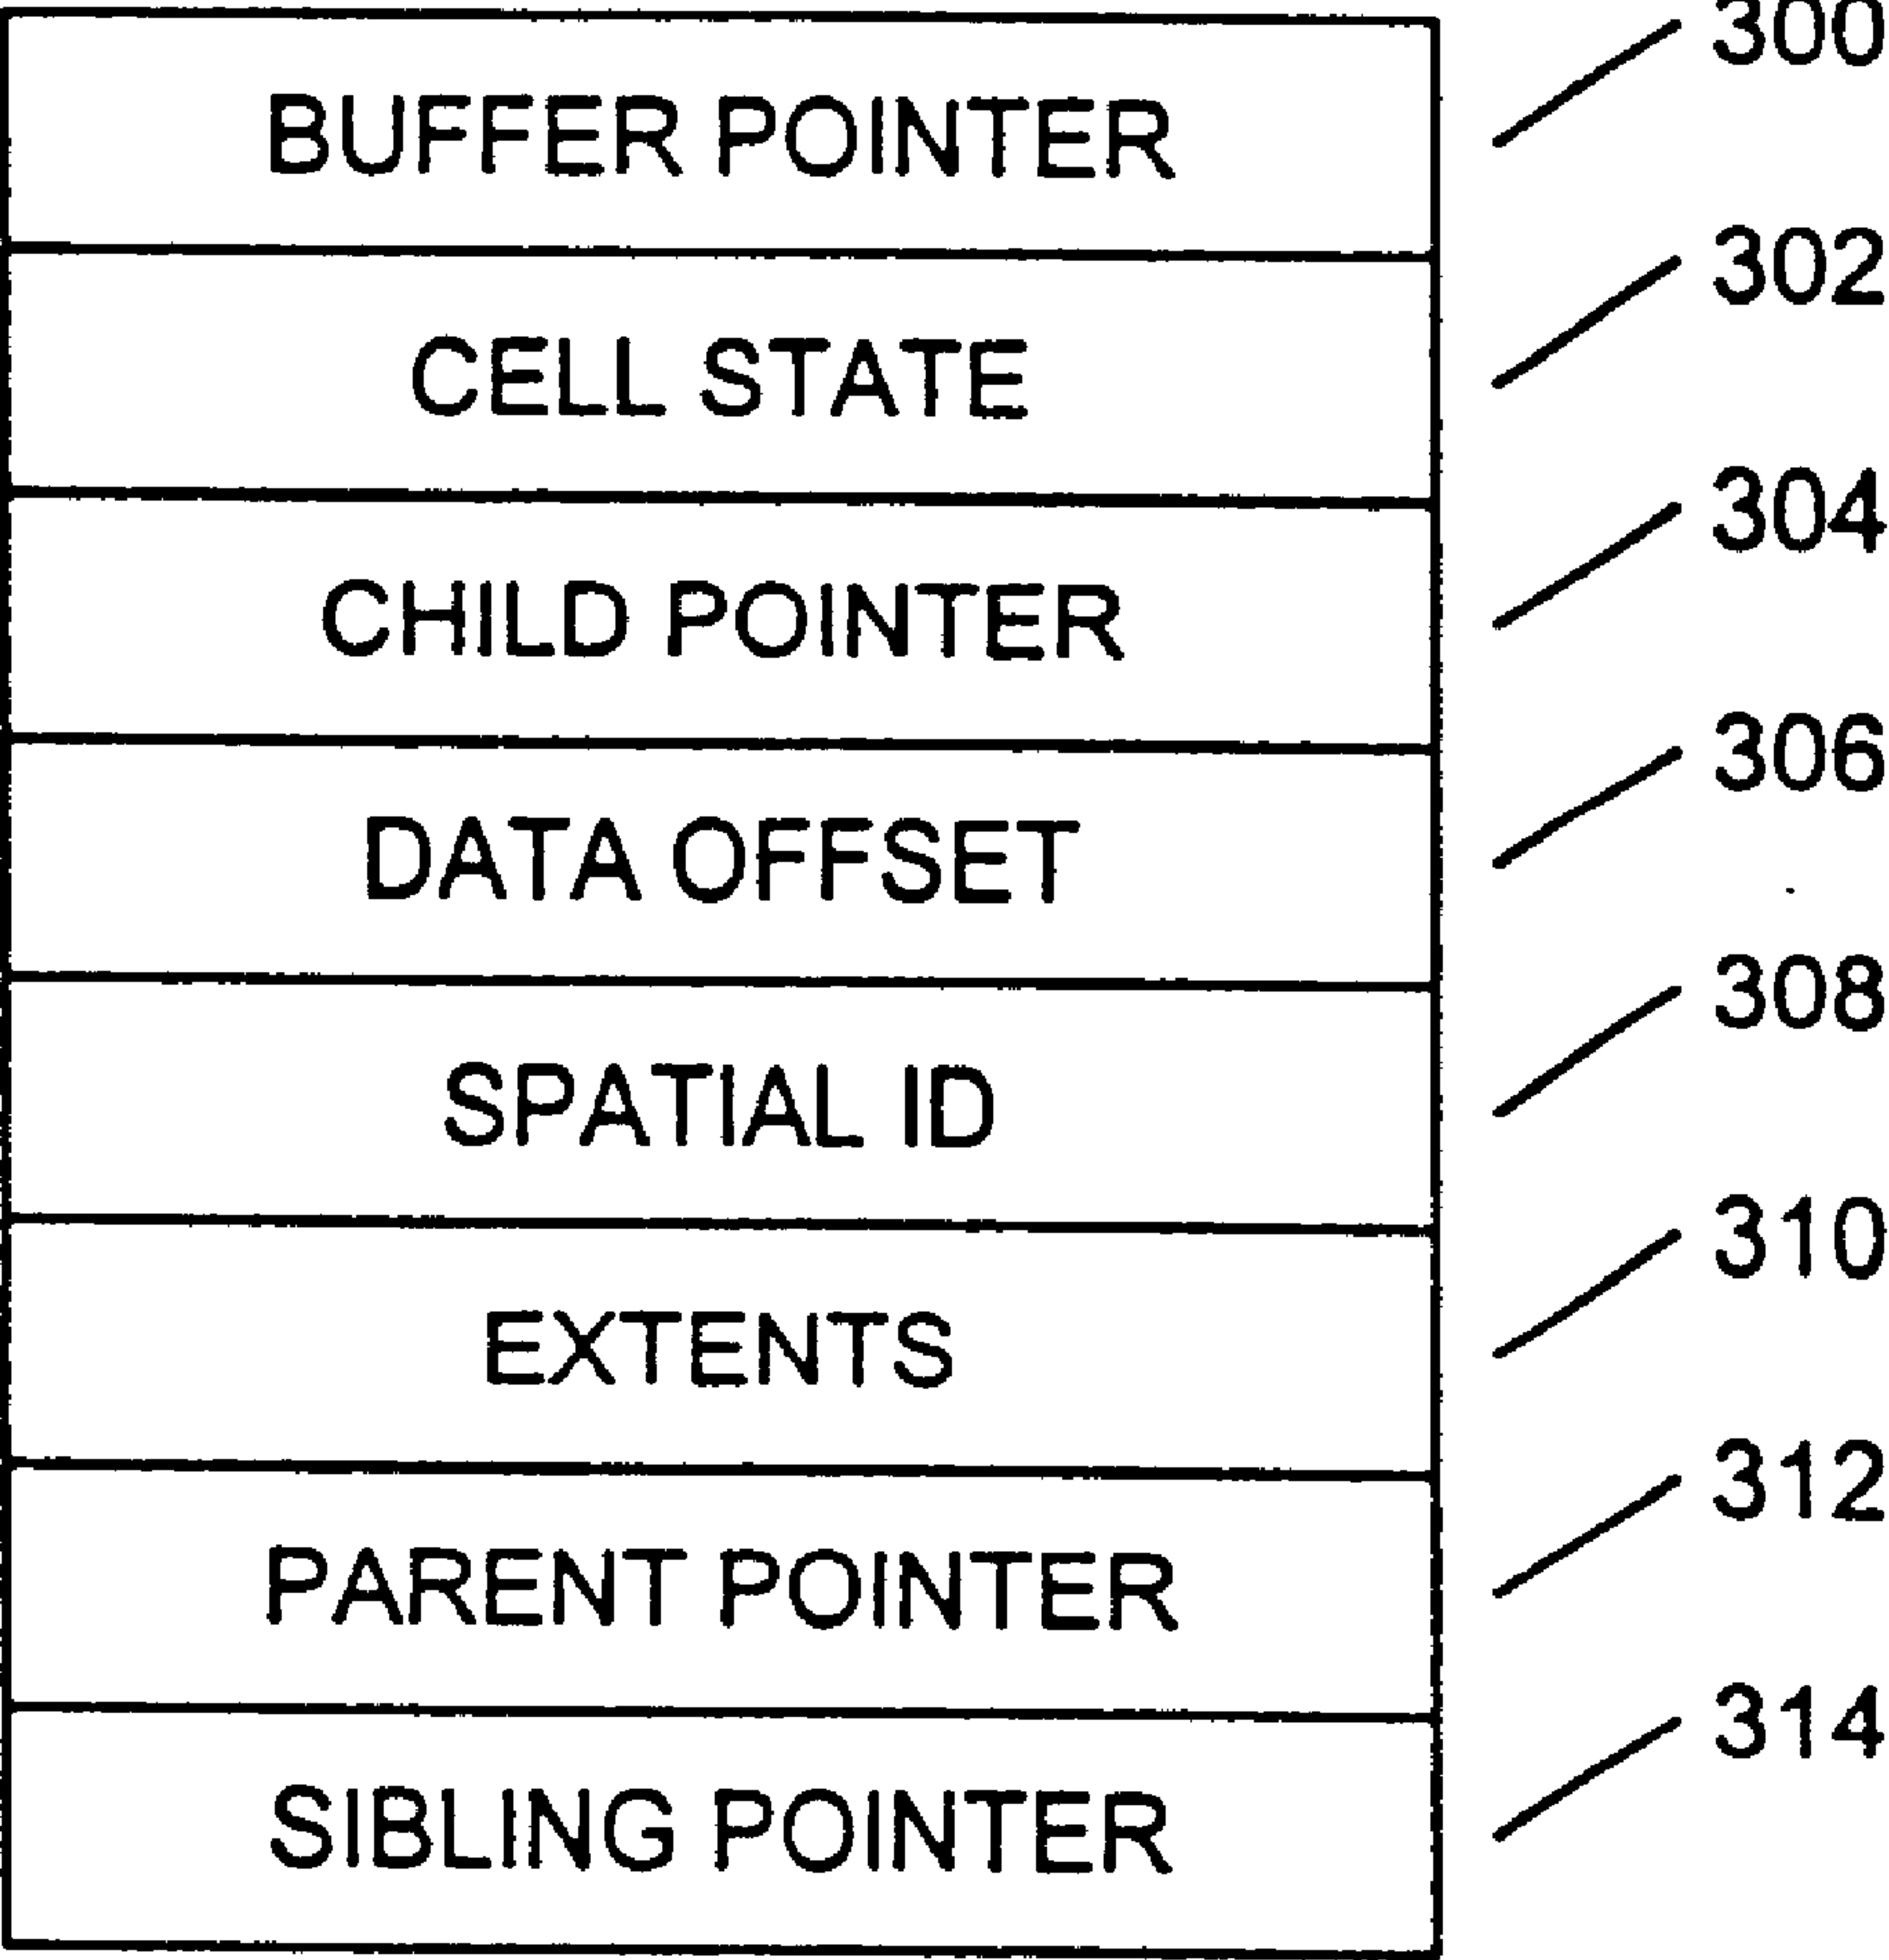 BUFFER POINTER 300
CELL STATE 302
CHILD POINTER 304
DATA OFFSET 306
SPATIAL ID 308
EXTENTS 310
PARENT POINTER 312
SIBLING POINTER 314